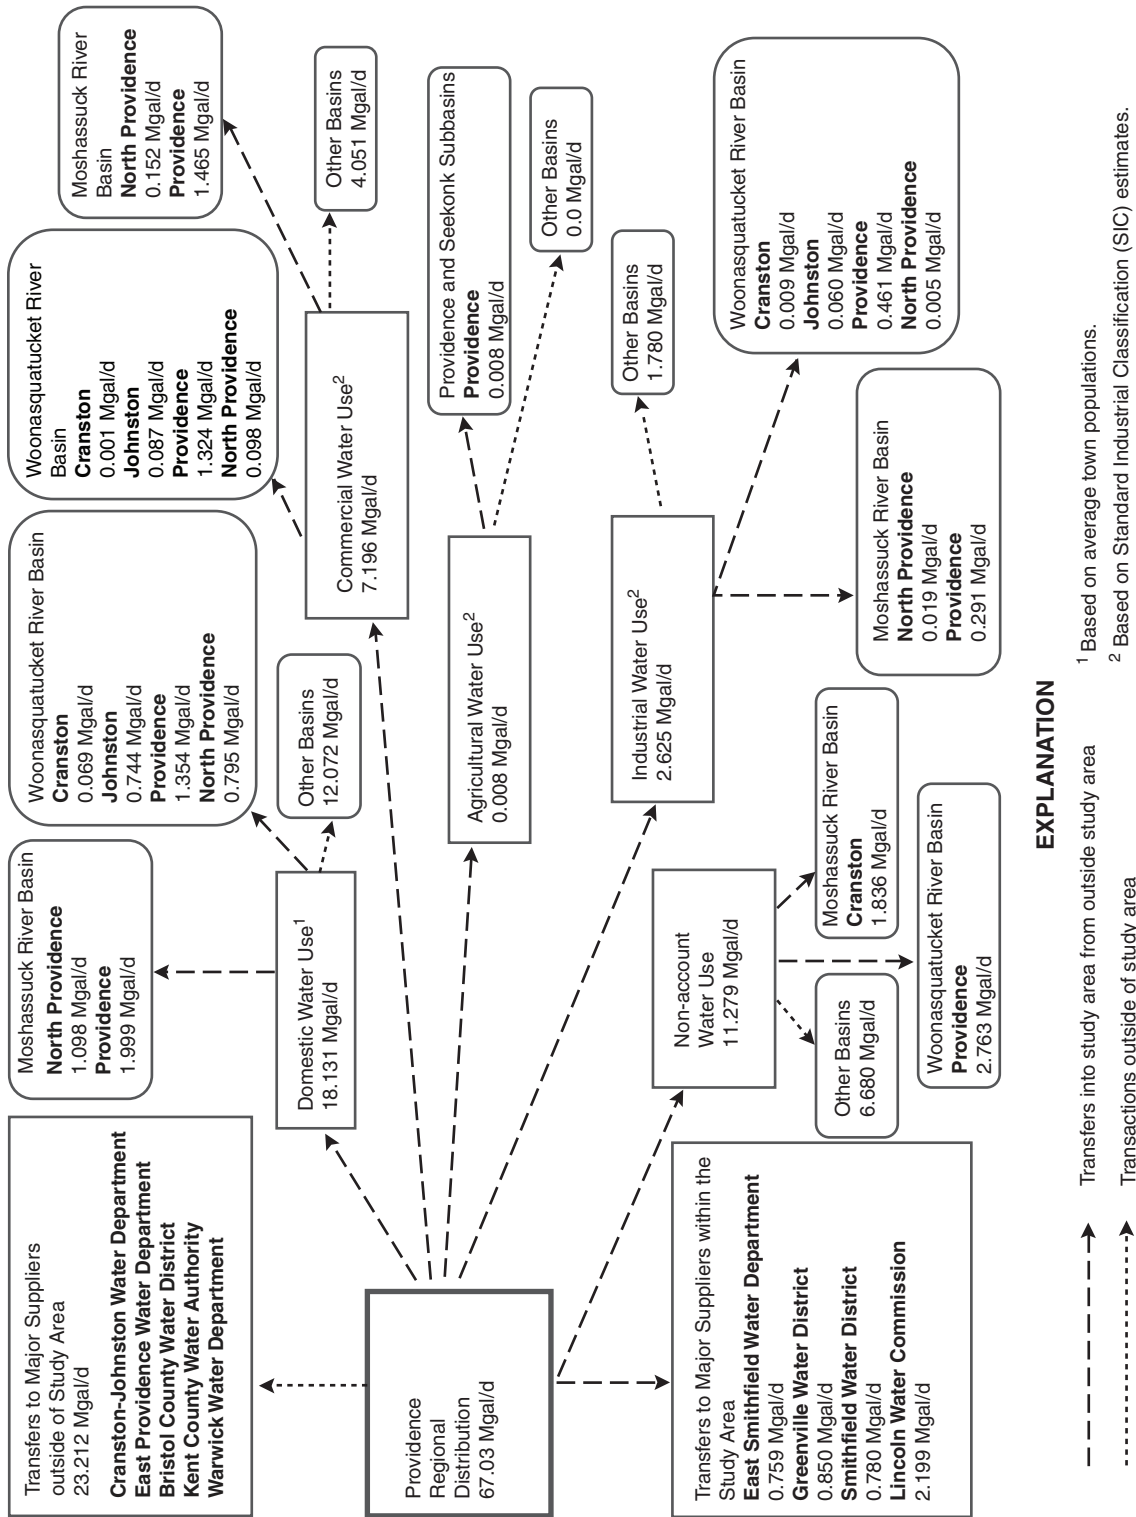 Transfers to Major Suppliers
outside of Study Area
23.212 Mgal/d
Cranston-Johnston Water Department
East Providence Water Department
Bristol County Water District
Kent County Water Authority
Warwick Water Department
Providence
Regional
Distribution
67.03 Mgal/d
Transfers to Major Suppliers within the
Study Area
East Smithfield Water Department
0.759 Mgal/d
Greenville Water District
0.850 Mgal/d
Smithfield Water District
0.780 Mgal/d
Lincoln Water Commission
2.199 Mgal/d
Moshassuck River Basin
North Providence
1.098 Mgal/d
Providence
1.999 Mgal/d
Domestic Water Use¹
18.131 Mgal/d
Woonasquatucket River Basin
Cranston
0.069 Mgal/d
Johnston
0.744 Mgal/d
Providence
1.354 Mgal/d
North Providence
0.795 Mgal/d
Other Basins
12.072 Mgal/d
Woonasquatucket River
Basin
Cranston
0.001 Mgal/d
Johnston
0.087 Mgal/d
Providence
1.324 Mgal/d
North Providence
0.098 Mgal/d
Commercial Water Use²
7.196 Mgal/d
Moshassuck River
Basin
North Providence
0.152 Mgal/d
Providence
1.465 Mgal/d
Other Basins
4.051 Mgal/d
Agricultural Water Use²
0.008 Mgal/d
Providence and Seekonk Subbasins
Providence
0.008 Mgal/d
Other Basins
0.0 Mgal/d
Industrial Water Use²
2.625 Mgal/d
Other Basins
1.780 Mgal/d
Woonasquatucket River Basin
Cranston
0.009 Mgal/d
Johnston
0.060 Mgal/d
Providence
0.461 Mgal/d
North Providence
0.005 Mgal/d
Moshassuck River Basin
North Providence
0.019 Mgal/d
Providence
0.291 Mgal/d
Non-account
Water Use
11.279 Mgal/d
Other Basins
6.680 Mgal/d
Moshassuck River Basin
Cranston
1.836 Mgal/d
Woonasquatucket River Basin
Providence
2.763 Mgal/d
EXPLANATION
Transfers into study area from outside study area
Transactions outside of study area
¹ Based on average town populations.
² Based on Standard Industrial Classification (SIC) estimates.